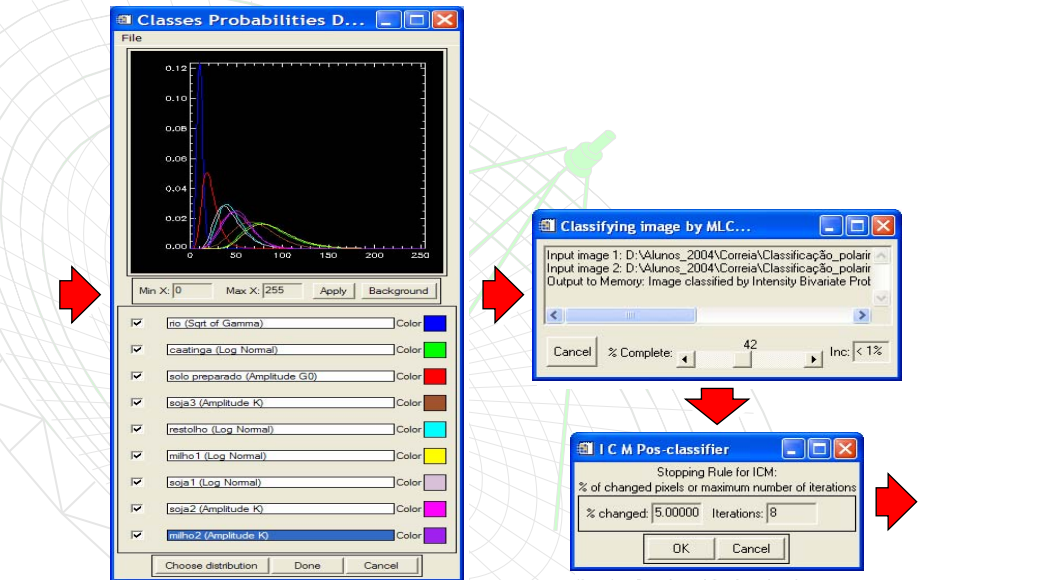 Classes Probabilities D...
File
0.12
0.10
0.08
0.06
0.04
0.02
0.00
0 50 100 150 200 250
Min X: 0 Max X: 255 Apply Background
rio (Sqrt of Gamma) Color
caatinga (Log Normal) Color
solo preparado (Amplitude G0) Color
soja3 (Amplitude K) Color
restolho (Log Normal) Color
milho1 (Log Normal) Color
soja1 (Log Normal) Color
soja2 (Amplitude K) Color
milho2 (Amplitude K) Color
Choose distribution Done Cancel
Classifying image by MLC...
Input image 1: D:\Alunos_2004\Correia\Classificação_polarir
Input image 2: D:\Alunos_2004\Correia\Classificação_polarir
Output to Memory: Image classified by Intensity Bivariate Prob
Cancel % Complete: 42 Inc: < 1%
I C M Pos-classifier
Stopping Rule for ICM:
% of changed pixels or maximum number of iterations
% changed: 5.00000 Iterations: 8
OK Cancel